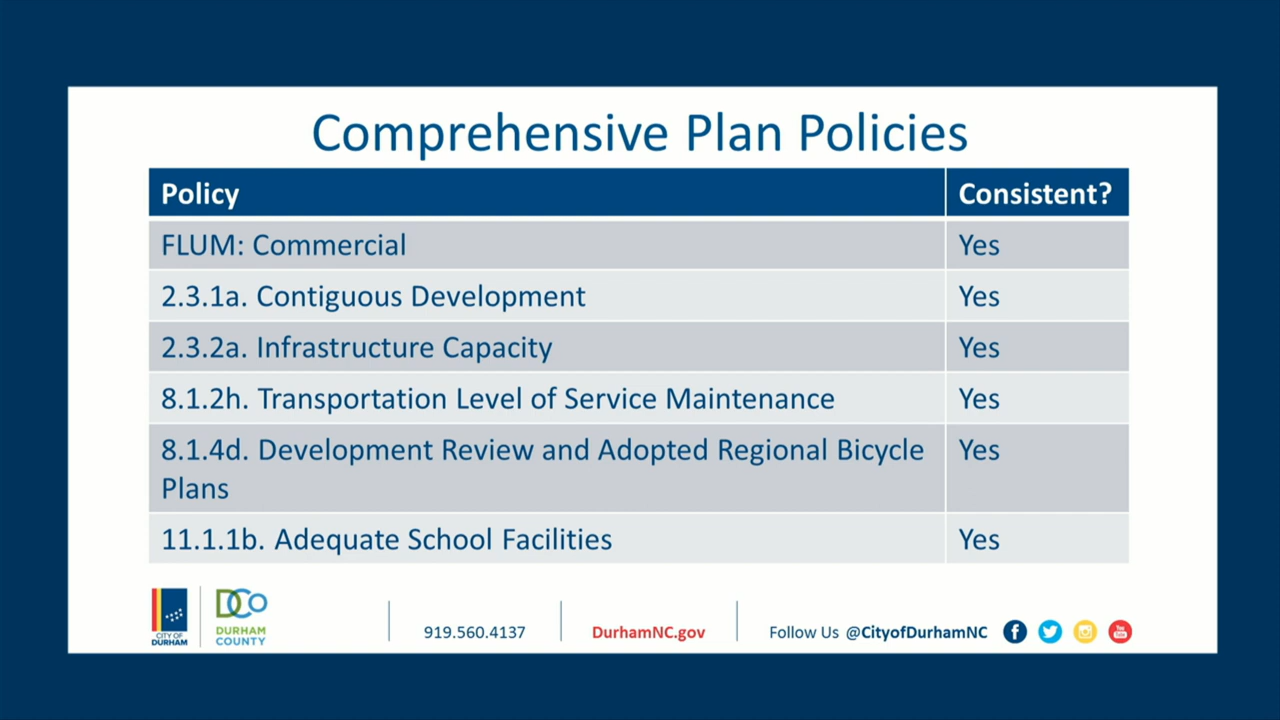 Comprehensive Plan Policies
Policy Consistent?
FLUM: Commercial Yes
2.3.1a. Contiguous Development Yes
2.3.2a. Infrastructure Capacity Yes
8.1.2h. Transportation Level of Service Maintenance Yes
8.1.4d. Development Review and Adopted Regional Bicycle Yes
Plans
11.1.1b. Adequate School Facilities Yes
CITY OF
DURHAM
DCo
DURHAM
COUNTY
919.560.4137
DurhamNC.gov
Follow Us @CityofDurhamNC
f
You
Tube